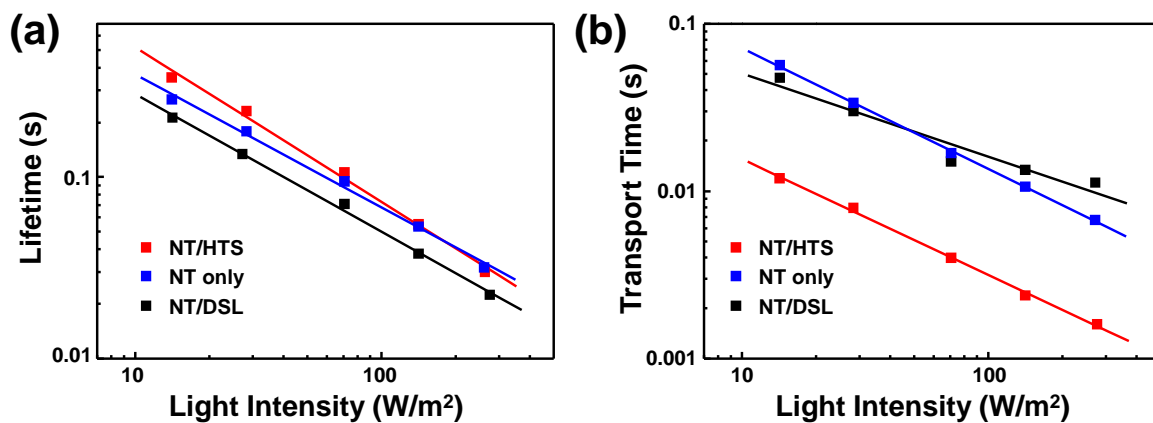 (a)
Lifetime (s)
0.1
0.01
NT/HTS
NT only
NT/DSL
10
100
Light Intensity (W/m²)
(b)
Transport Time (s)
0.1
0.01
0.001
NT/HTS
NT only
NT/DSL
10
100
Light Intensity (W/m²)